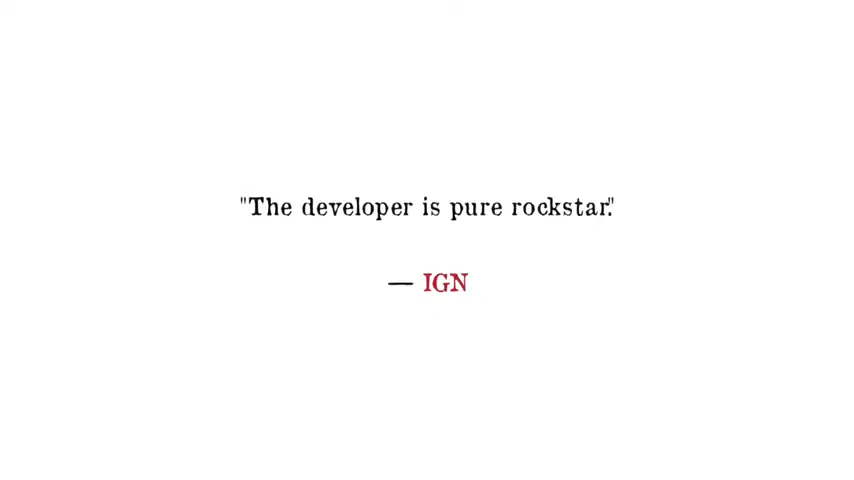 "The developer is pure rockstar."
— IGN